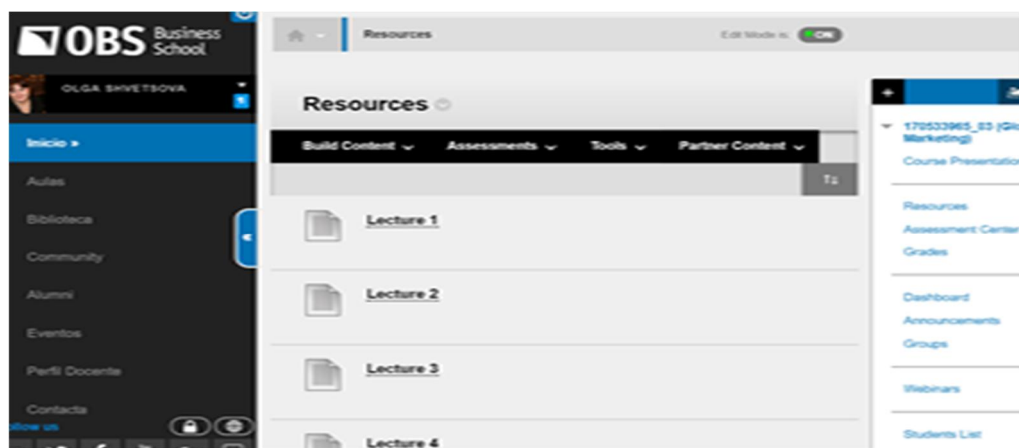 OBS Business School
OLGA SHVETSOVA
Inicio
Aulas
Biblioteca
Community
Alumni
Eventos
Perfil Docente
Contacta
Resources
Edit Mode is: ON
Resources
Build Content
Assessments
Tools
Partner Content
Lecture 1
Lecture 2
Lecture 3
Lecture 4
170533965_03 (Glo
Marketing)
Course Presentation
Resources
Assessment Center
Grades
Dashboard
Announcements
Groups
Webinars
Students List